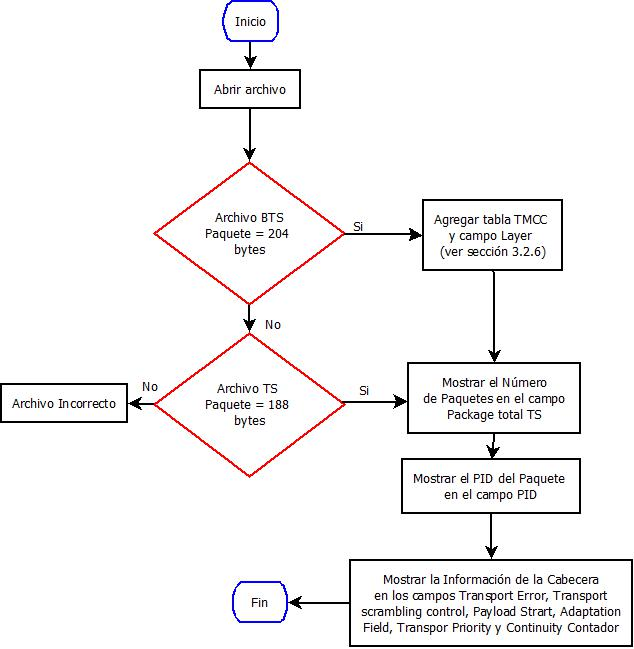 Inicio
Abrir archivo
Archivo BTS
Paquete = 204
bytes
Si
Agregar tabla TMCC
y campo Layer
(ver sección 3.2.6)
No
Archivo TS
Paquete = 188
bytes
No
Archivo Incorrecto
Si
Mostrar el Número
de Paquetes en el campo
Package total TS
Mostrar el PID del Paquete
en el campo PID
Mostrar la Información de la Cabecera
en los campos Transport Error, Transport
scrambling control, Payload Strart, Adaptation
Field, Transpor Priority y Continuity Contador
Fin